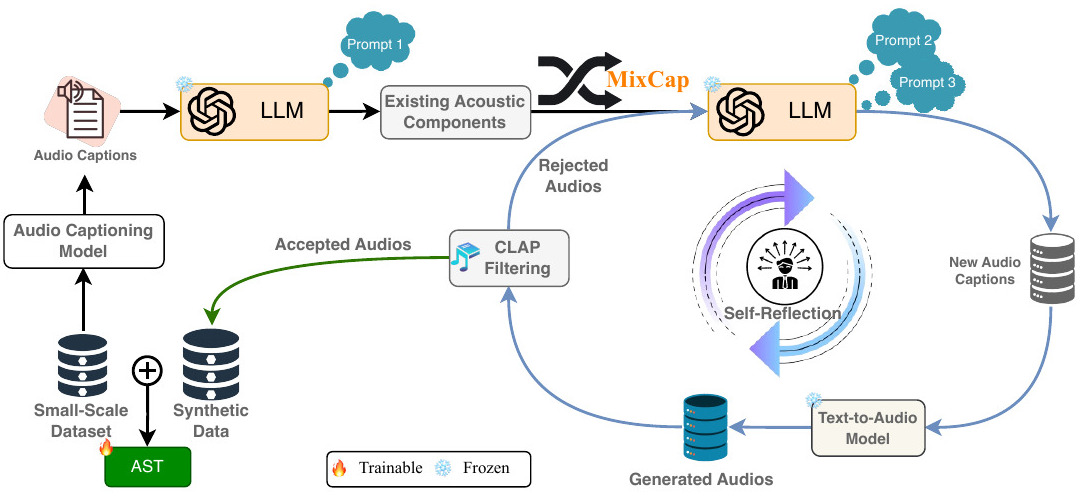 Prompt 1
Prompt 2
Prompt 3
LLM
Existing Acoustic
Components
MixCap
LLM
Audio Captions
Rejected
Audios
Audio Captioning
Model
Accepted Audios
CLAP
Filtering
New Audio
Captions
Self-Reflection
Small-Scale
Dataset
Synthetic
Data
Text-to-Audio
Model
AST
Trainable
Frozen
Generated Audios